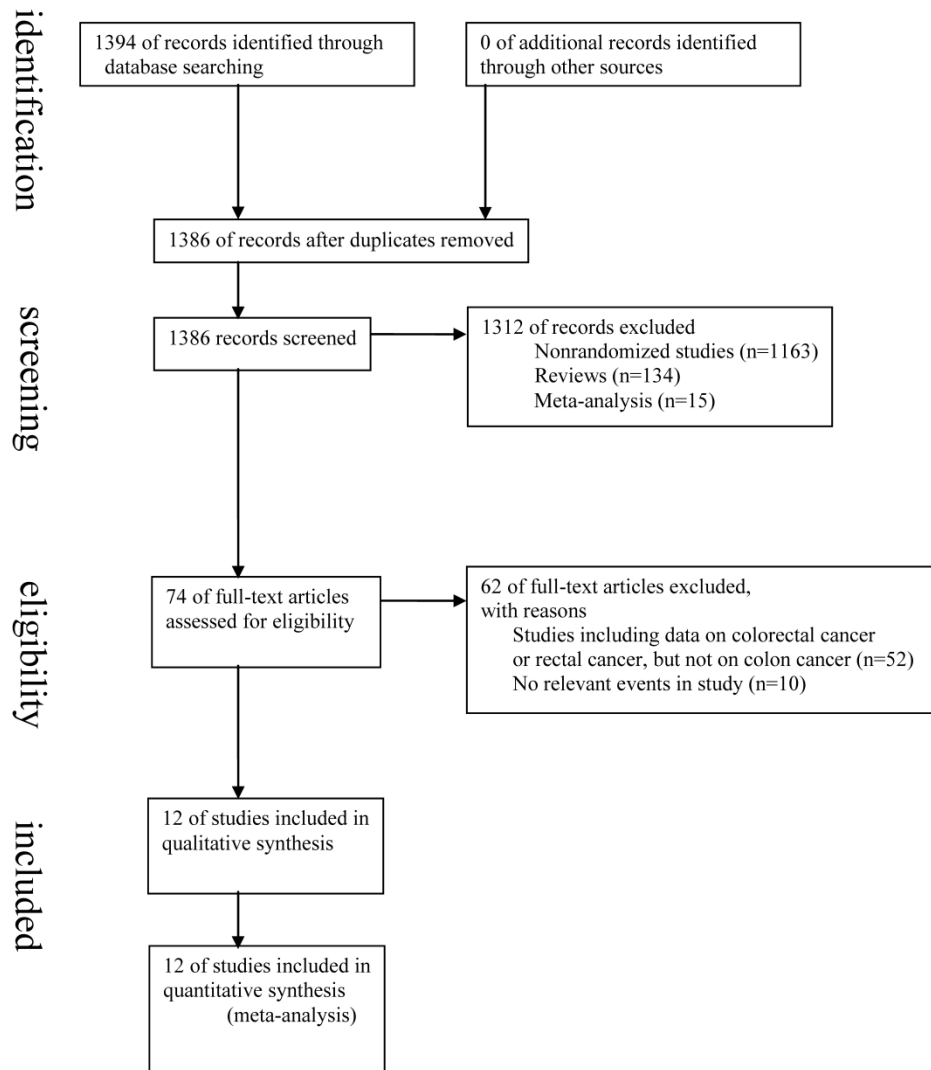 identification
1394 of records identified through
database searching
0 of additional records identified
through other sources
1386 of records after duplicates removed
screening
1386 records screened
1312 of records excluded
Nonrandomized studies (n=1163)
Reviews (n=134)
Meta-analysis (n=15)
eligibility
74 of full-text articles
assessed for eligibility
62 of full-text articles excluded,
with reasons
Studies including data on colorectal cancer
or rectal cancer, but not on colon cancer (n=52)
No relevant events in study (n=10)
included
12 of studies included in
qualitative synthesis
12 of studies included in
quantitative synthesis
(meta-analysis)